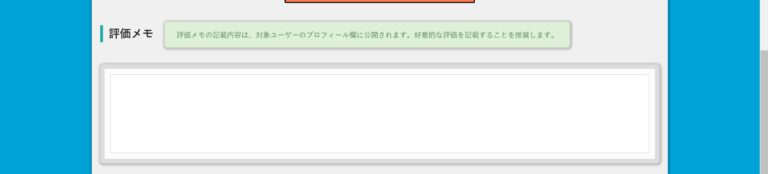 評価メモ
評価メモの記載内容は、対象ユーザーのプロフィール欄に公開されます。好意的な評価を記載することを推奨します。